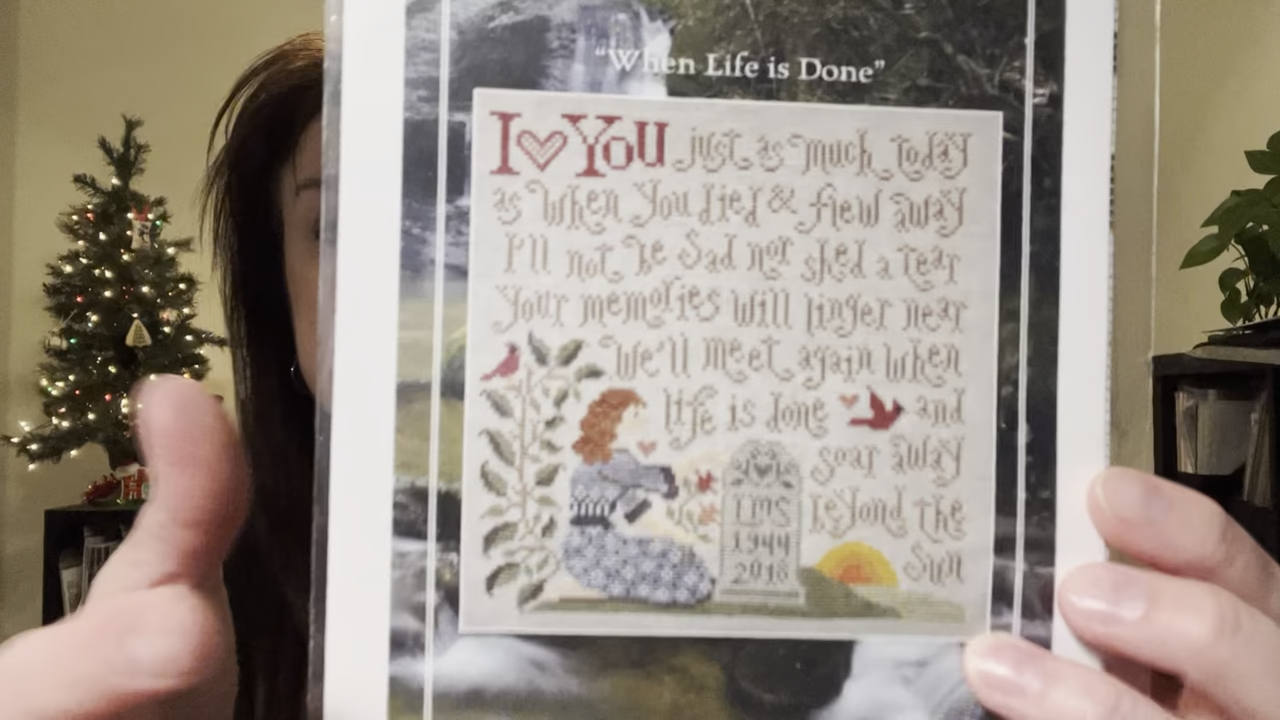 "When Life is Done"
I YoU just as much today
as When You died & flew away
I'll not be Sad nor shed a tear
Your memories Will linger near
We'll meet again when
life is done and
soar away
LMS beyond the
1944
2018 Sun